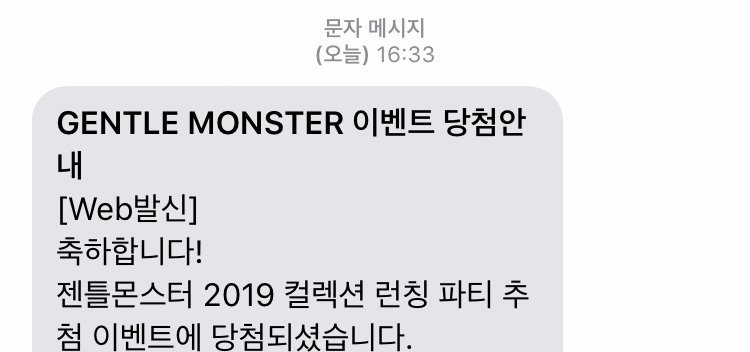 문자 메시지
(오늘) 16:33
GENTLE MONSTER 이벤트 당첨안
내
[Web발신]
축하합니다!
젠틀몬스터 2019 컬렉션 런칭 파티 추
첨 이벤트에 당첨되셨습니다.